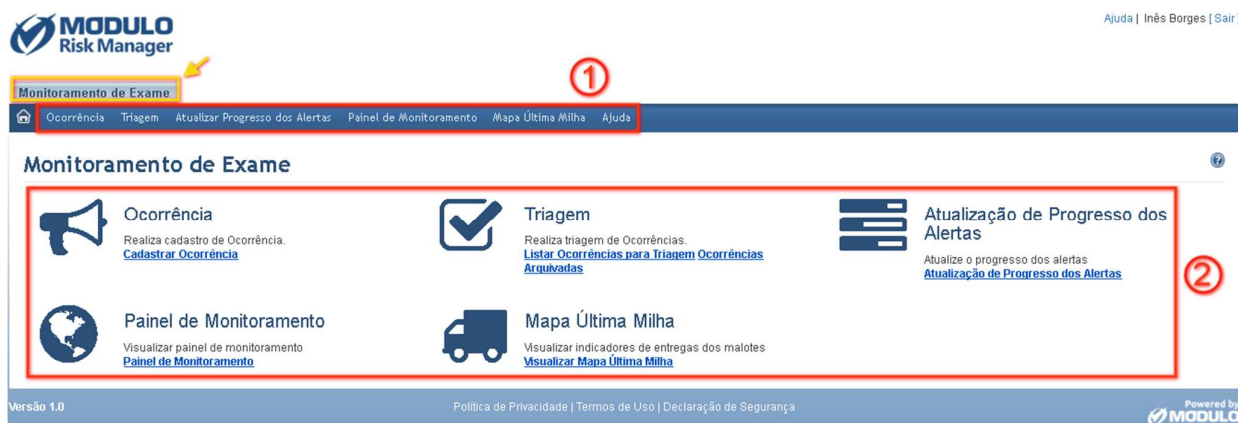 MODULO
Risk Manager
Ajuda | Inês Borges [ Sair ]
Monitoramento de Exame
1
Ocorrência Triagem Atualizar Progresso dos Alertas Painel de Monitoramento Mapa Última Milha Ajuda
Monitoramento de Exame
?
Ocorrência
Realiza cadastro de Ocorrência.
Cadastrar Ocorrência
Triagem
Realiza triagem de Ocorrências.
Listar Ocorrências para Triagem Ocorrências
Arquivadas
Atualização de Progresso dos
Alertas
Atualize o progresso dos alertas
Atualização de Progresso dos Alertas
2
Painel de Monitoramento
Visualizar painel de monitoramento
Painel de Monitoramento
Mapa Última Milha
Visualizar indicadores de entregas dos malotes
Visualizar Mapa Última Milha
Versão 1.0
Política de Privacidade | Termos de Uso | Declaração de Segurança
Powered by
MODULO